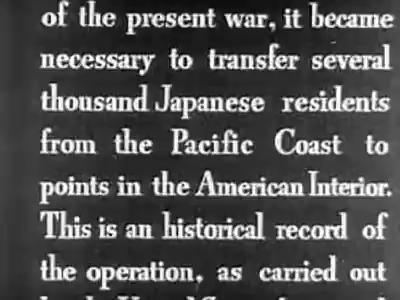 of the present war, it became
necessary to transfer several
thousand Japanese residents
from the Pacific Coast to
points in the American Interior.
This is an historical record of
the operation, as carried out